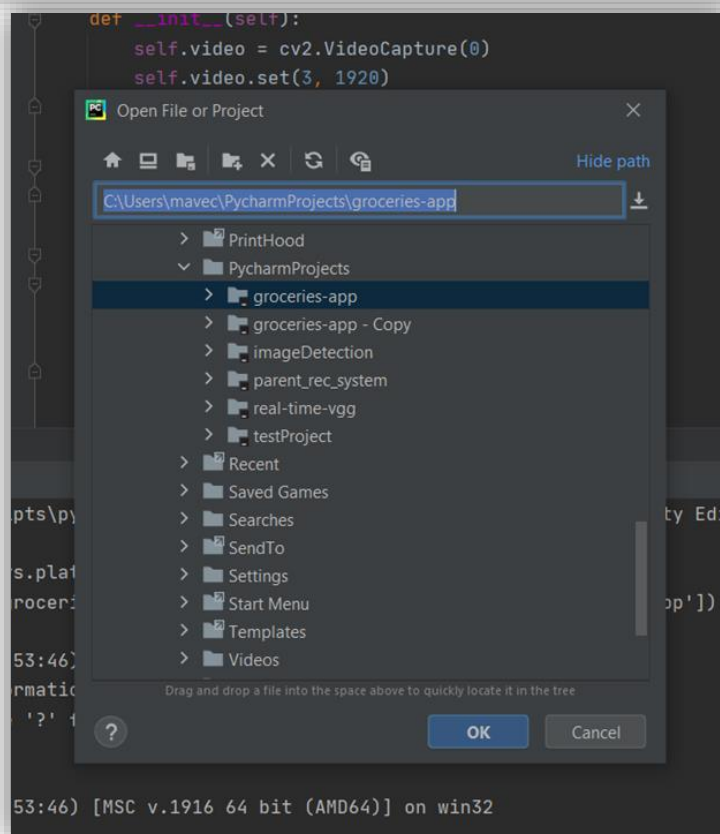 def __init__(self):
self.video = cv2.VideoCapture(0)
self.video.set(3, 1920)
PC Open File or Project
Hide path
C:\Users\mavec\PycharmProjects\groceries-app
PrintHood
PycharmProjects
groceries-app
groceries-app - Copy
imageDetection
parent_rec_system
real-time-vgg
testProject
Recent
Saved Games
Searches
SendTo
Settings
Start Menu
Templates
Videos
Drag and drop a file into the space above to quickly locate it in the tree
? OK Cancel
pts\py ty Ed
s.plat
groceri pp'])
53:46)
rmatio
'?' f
53:46) [MSC v.1916 64 bit (AMD64)] on win32